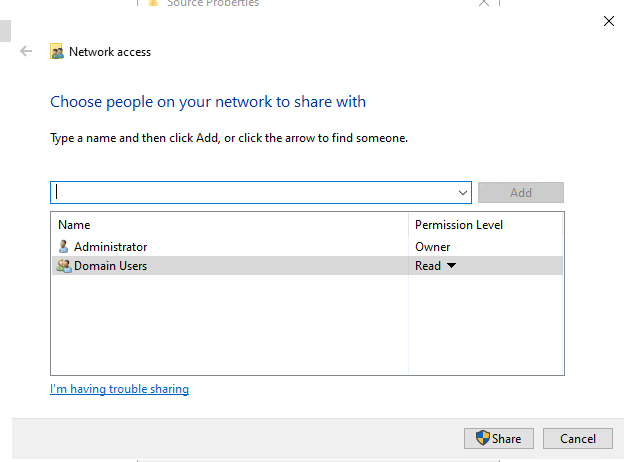 Source Properties
Network access
Choose people on your network to share with
Type a name and then click Add, or click the arrow to find someone.
Add
Name Permission Level
Administrator Owner
Domain Users Read
I'm having trouble sharing
Share Cancel